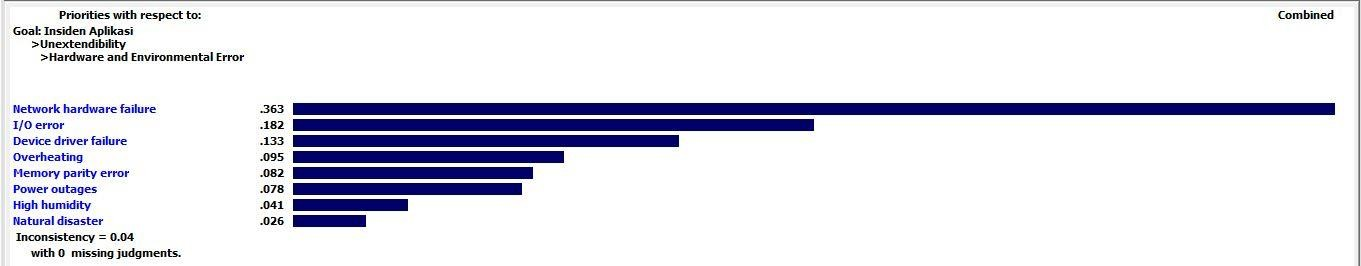 Priorities with respect to: Combined
Goal: Insiden Aplikasi
>Unextendibility
>Hardware and Environmental Error
Network hardware failure .363
I/O error .182
Device driver failure .133
Overheating .095
Memory parity error .082
Power outages .078
High humidity .041
Natural disaster .026
Inconsistency = 0.04
with 0 missing judgments.